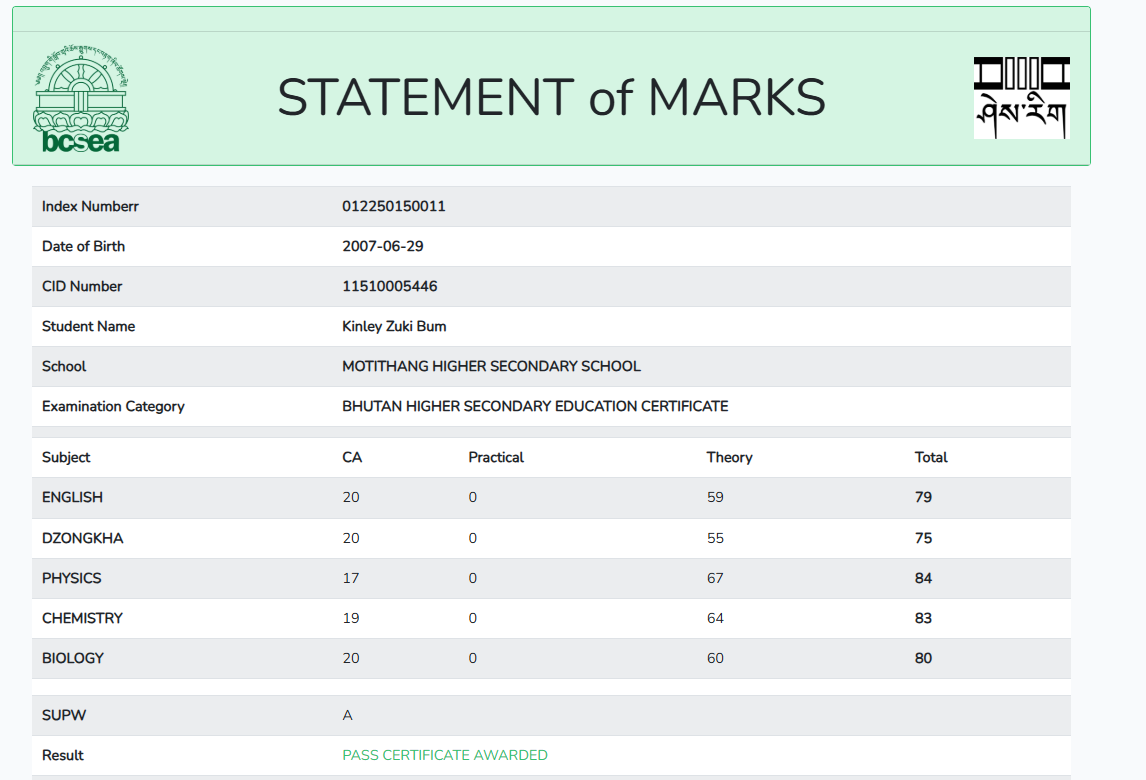 STATEMENT of MARKS
bcsea
ཤེས་རིག
Index Numberr 012250150011
Date of Birth 2007-06-29
CID Number 11510005446
Student Name Kinley Zuki Bum
School MOTITHANG HIGHER SECONDARY SCHOOL
Examination Category BHUTAN HIGHER SECONDARY EDUCATION CERTIFICATE
Subject CA Practical Theory Total
ENGLISH 20 0 59 79
DZONGKHA 20 0 55 75
PHYSICS 17 0 67 84
CHEMISTRY 19 0 64 83
BIOLOGY 20 0 60 80
SUPW A
Result PASS CERTIFICATE AWARDED